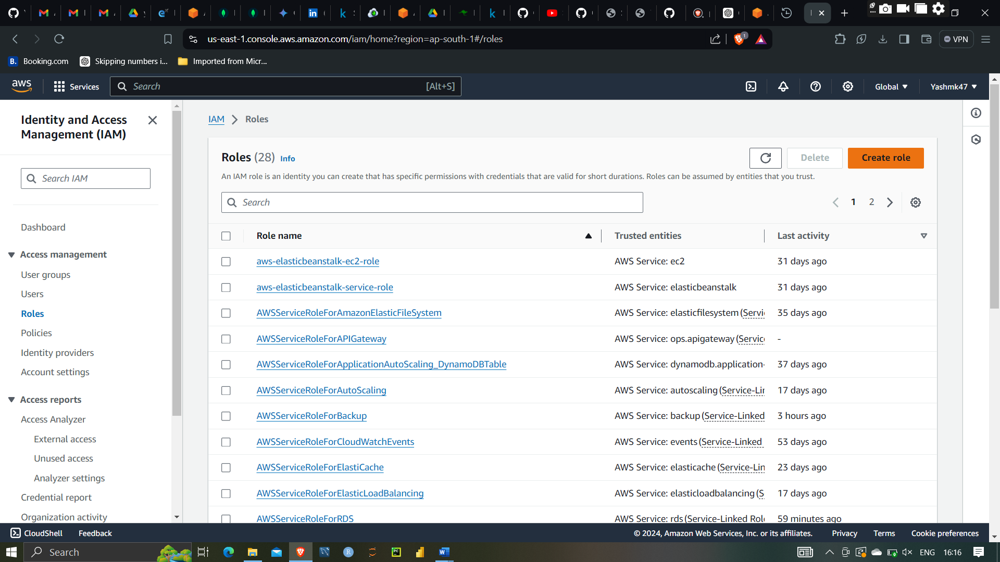 us-east-1.console.aws.amazon.com/iam/home?region=ap-south-1#/roles
1
VPN
B. Booking.com
Skipping numbers i...
Imported from Micr...
aws
Services
Search
[Alt+S]
Global
Yashmk47
Identity and Access
Management (IAM)
Search IAM
Dashboard
Access management
User groups
Users
Roles
Policies
Identity providers
Account settings
Access reports
Access Analyzer
External access
Unused access
Analyzer settings
Credential report
Organization activity
IAM
Roles
Roles (28) Info
Delete
Create role
An IAM role is an identity you can create that has specific permissions with credentials that are valid for short durations. Roles can be assumed by entities that you trust.
Search
1 2
Role name Trusted entities Last activity
aws-elasticbeanstalk-ec2-role AWS Service: ec2 31 days ago
aws-elasticbeanstalk-service-role AWS Service: elasticbeanstalk 31 days ago
AWSServiceRoleForAmazonElasticFileSystem AWS Service: elasticfilesystem (Servi 35 days ago
AWSServiceRoleForAPIGateway AWS Service: ops.apigateway (Servic -
AWSServiceRoleForApplicationAutoScaling_DynamoDBTable AWS Service: dynamodb.application- 37 days ago
AWSServiceRoleForAutoScaling AWS Service: autoscaling (Service-Lin 17 days ago
AWSServiceRoleForBackup AWS Service: backup (Service-Linked 3 hours ago
AWSServiceRoleForCloudWatchEvents AWS Service: events (Service-Linked 53 days ago
AWSServiceRoleForElastiCache AWS Service: elasticache (Service-Lin 23 days ago
AWSServiceRoleForElasticLoadBalancing AWS Service: elasticloadbalancing (S 17 days ago
AWSServiceRoleForRDS AWS Service: rds (Service-Linked Role 59 minutes ago
CloudShell
Feedback
© 2024, Amazon Web Services, Inc. or its affiliates.
Privacy
Terms
Cookie preferences
Search
ENG
16:16